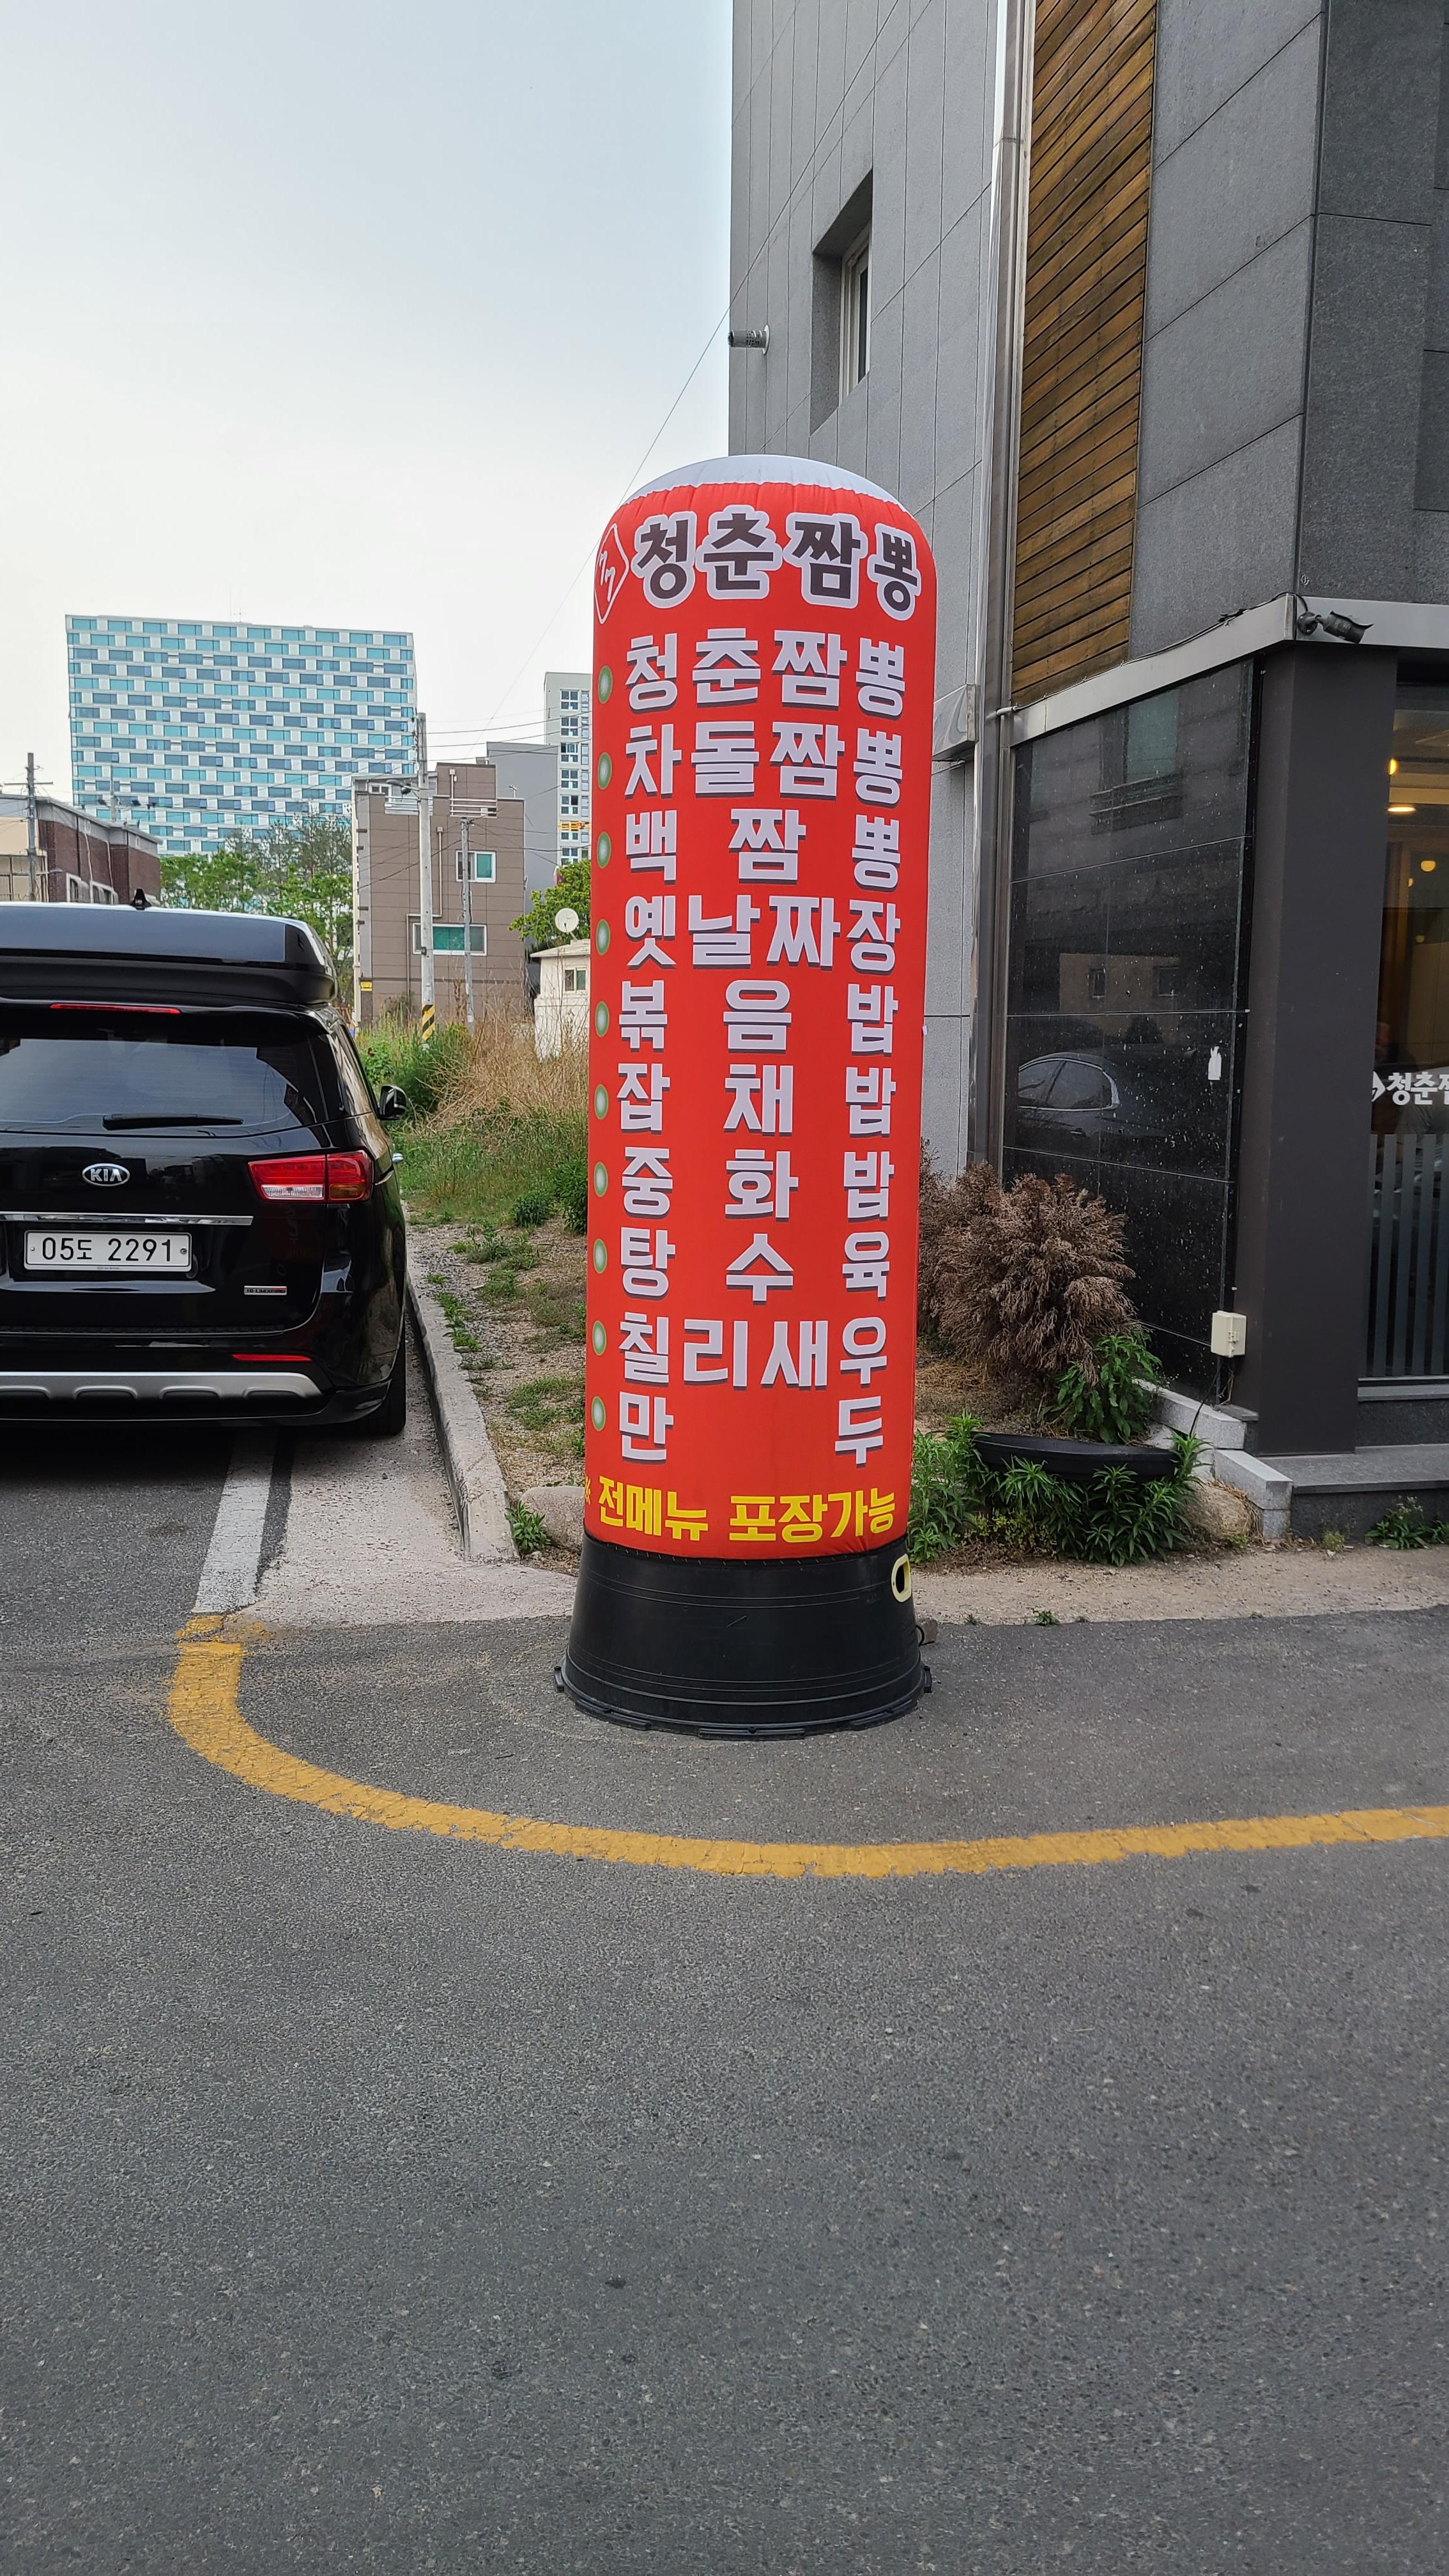 청춘짬뽕
청춘짬뽕
차돌짬뽕
백 짬 뽕
옛날짜장
볶 음 밥
잡 채 밥
중 화 밥
탕 수 육
칠리새우
만 두
전메뉴 포장가능
KIA
05도 2291
청춘